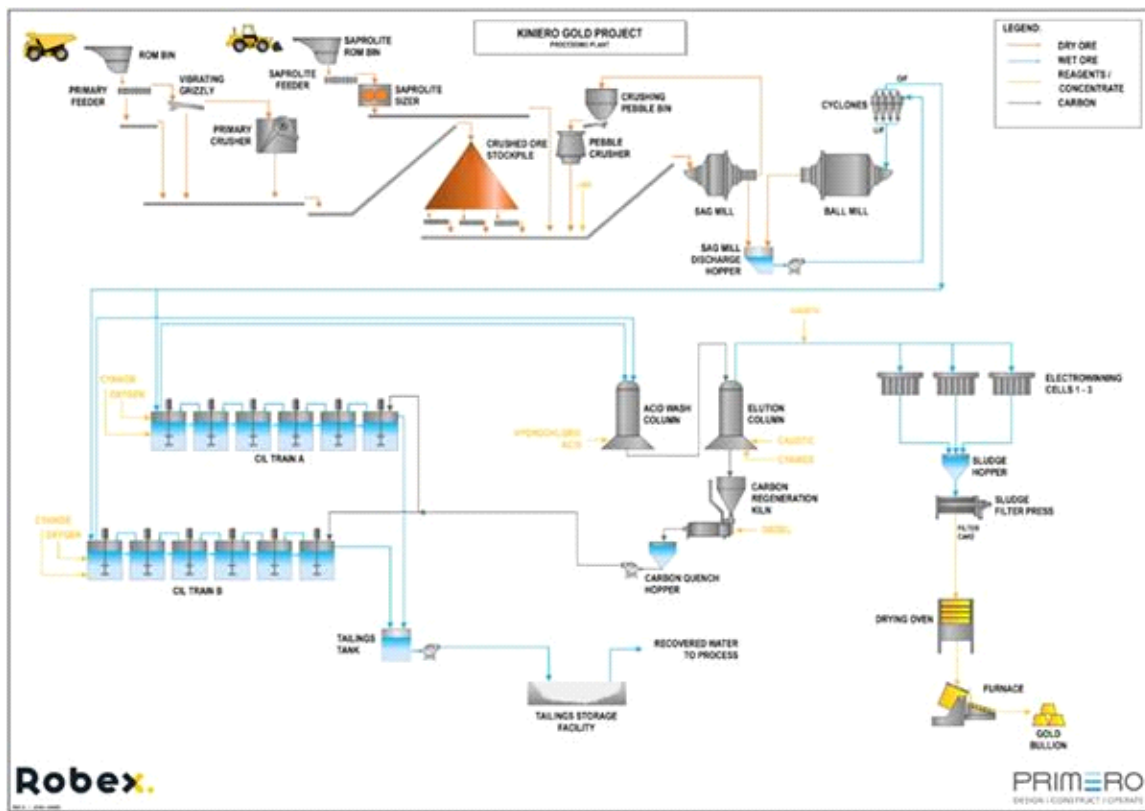 KINIERO GOLD PROJECT
PROCESSING PLANT
LEGEND:
DRY ORE
WET ORE
REAGENTS /
CONCENTRATE
CARBON
ROM BIN
PRIMARY
FEEDER
VIBRATING
GRIZZLY
PRIMARY
CRUSHER
SAPROLITE
ROM BIN
SAPROLITE
FEEDER
SAPROLITE
SIZER
CRUSHED ORE
STOCKPILE
CRUSHING
PEBBLE BIN
PEBBLE
CRUSHER
SAG MILL
BALL MILL
CYCLONES
O/F
U/F
SAG MILL
DISCHARGE
HOPPER
CYANIDE
OXYGEN
CIL TRAIN A
CYANIDE
OXYGEN
CIL TRAIN B
ACID WASH
COLUMN
HYDROCHLORIC
ACID
ELUTION
COLUMN
CAUSTIC
CYANIDE
CARBON
REGENERATION
KILN
DIESEL
CARBON QUENCH
HOPPER
ELECTROWINNING
CELLS 1 - 3
SLUDGE
HOPPER
SLUDGE
FILTER PRESS
FILTER
CAKE
DRYING OVEN
FURNACE
GOLD
BULLION
TAILINGS
TANK
RECOVERED WATER
TO PROCESS
TAILINGS STORAGE
FACILITY
Robex.
PRIMERO
DESIGN | CONSTRUCT | OPERATE